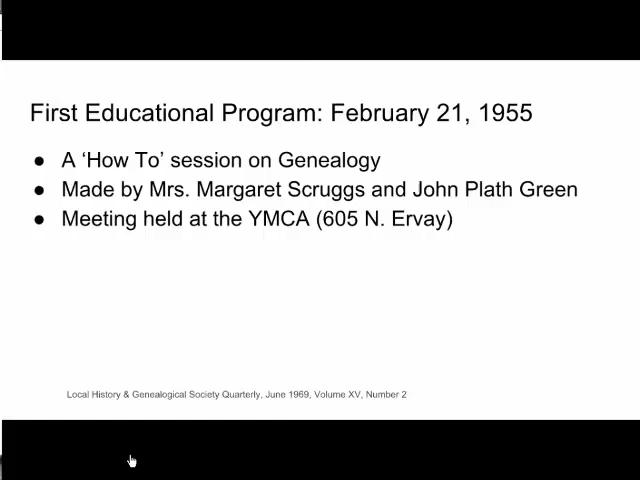 First Educational Program: February 21, 1955
● A ‘How To’ session on Genealogy
● Made by Mrs. Margaret Scruggs and John Plath Green
● Meeting held at the YMCA (605 N. Ervay)
Local History & Genealogical Society Quarterly, June 1969, Volume XV, Number 2